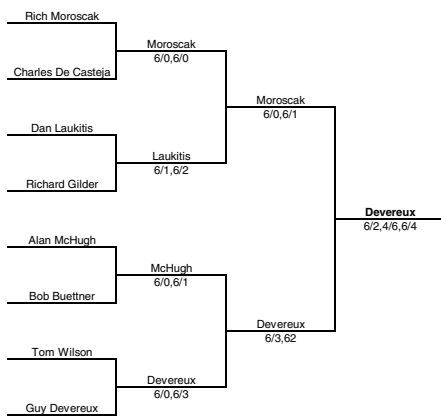 Rich Moroscak
Moroscak
6/0,6/0
Charles De Casteja
Moroscak
6/0,6/1
Dan Laukitis
Laukitis
6/1,6/2
Richard Gilder
Devereux
6/2,4/6,6/4
Alan McHugh
McHugh
6/0,6/1
Bob Buettner
Devereux
6/3,62
Tom Wilson
Devereux
6/0,6/3
Guy Devereux